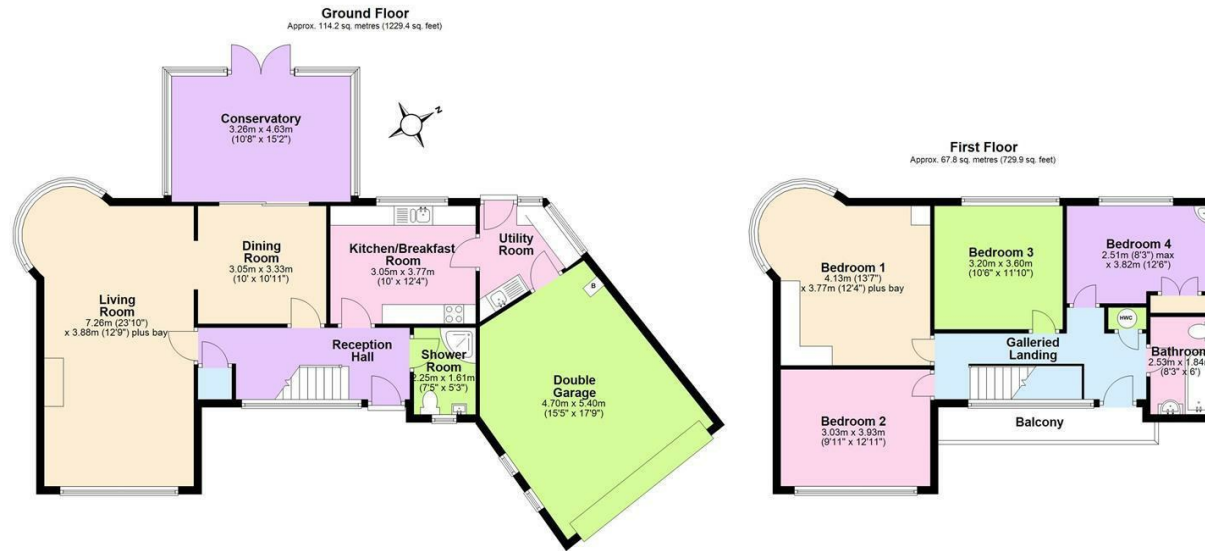 Ground Floor
Approx. 114.2 sq. metres (1229.4 sq. feet)
Conservatory
3.26m x 4.63m
(10'8" x 15'2")
N
Dining
Room
3.05m x 3.33m
(10' x 10'11")
Kitchen/Breakfast
Room
3.05m x 3.77m
(10' x 12'4")
Utility
Room
B
Living
Room
7.26m (23'10")
x 3.88m (12'9") plus bay
Reception
Hall
Shower
Room
2.25m x 1.61m
(7'5" x 5'3")
Double
Garage
4.70m x 5.40m
(15'5" x 17'9")
First Floor
Approx. 67.8 sq. metres (729.9 sq. feet)
Bedroom 1
4.13m (13'7")
x 3.77m (12'4") plus bay
Bedroom 3
3.20m x 3.60m
(10'6" x 11'10")
Bedroom 4
2.51m (8'3") max
x 3.82m (12'6")
HWC
Galleried
Landing
Bathroom
2.53m x 1.84m
(8'3" x 6')
Bedroom 2
3.03m x 3.93m
(9'11" x 12'11")
Balcony